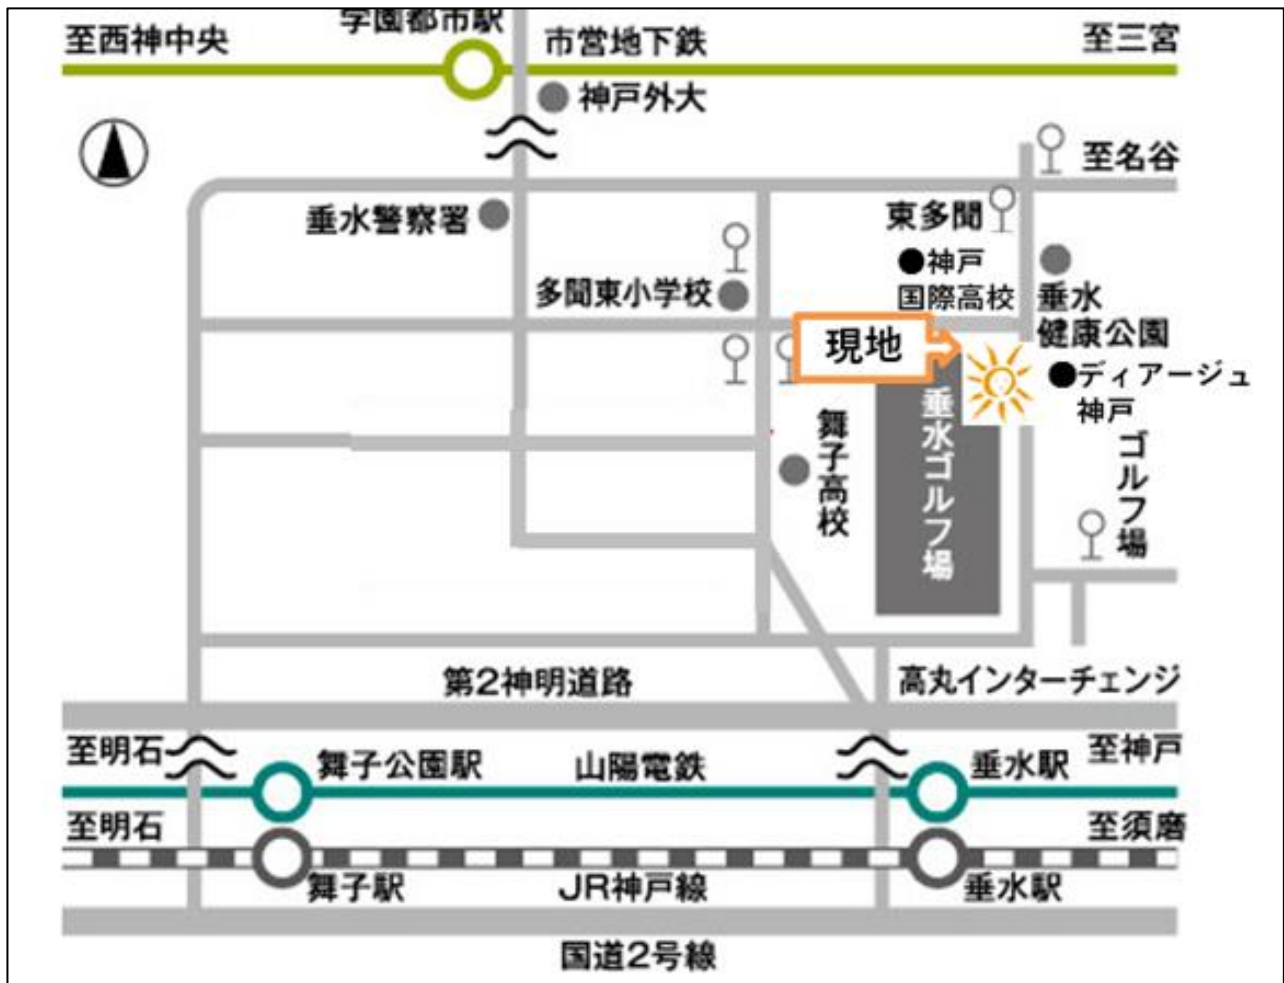 学園都市駅
至西神中央
市営地下鉄
至三宮
神戸外大
至名谷
垂水警察署
東多聞
●神戸
国際高校
多聞東小学校
垂水
健康公園
現地
●ディアージュ
神戸
垂水ゴルフ場
舞子高校
ゴルフ場
第2神明道路
高丸インターチェンジ
至明石
舞子公園駅
山陽電鉄
垂水駅
至神戸
至明石
至須磨
舞子駅
JR神戸線
垂水駅
国道2号線